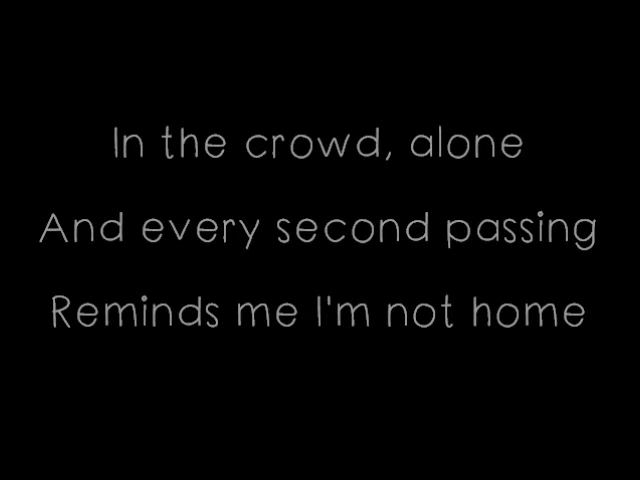 In the crowd, alone
And every second passing
Reminds me I'm not home